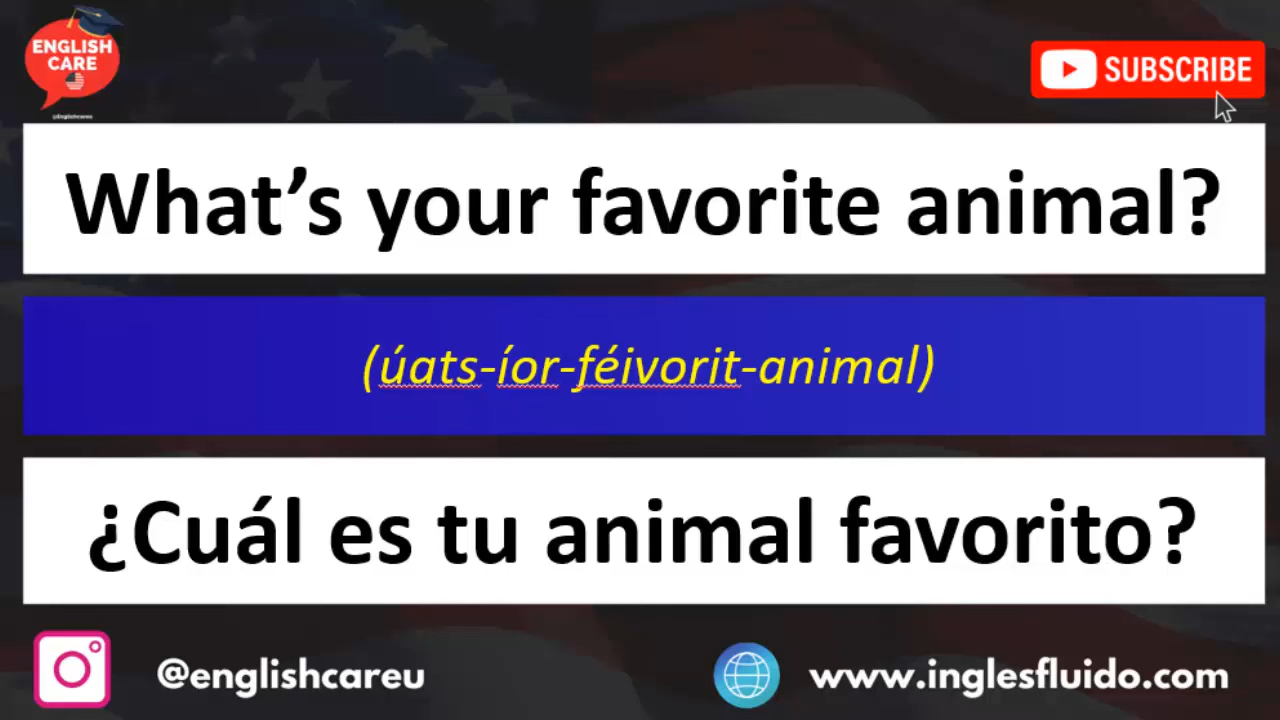 ENGLISH
CARE
@Englishcareu
SUBSCRIBE
What’s your favorite animal?
(úats-íor-féivorit-animal)
¿Cuál es tu animal favorito?
@englishcareu
www.inglesfluido.com